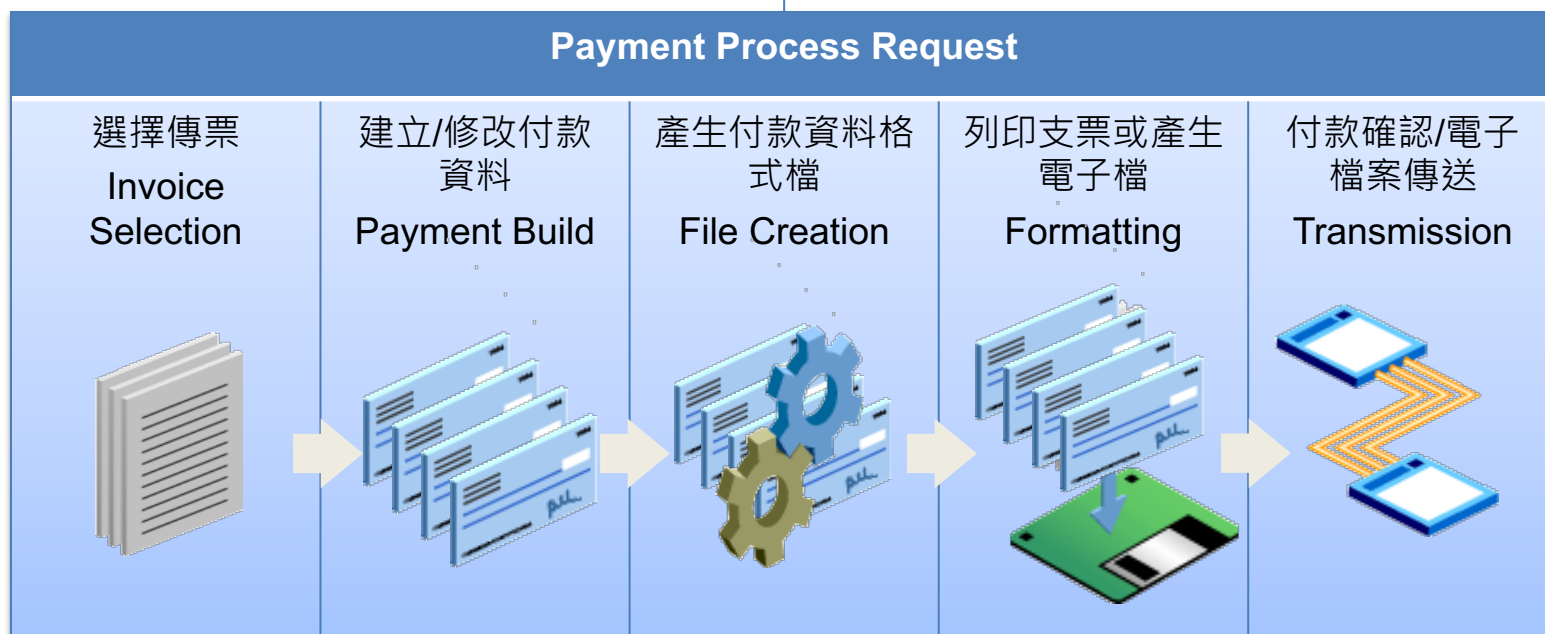 Payment Process Request
選擇傳票
Invoice
Selection
建立/修改付款
資料
Payment Build
產生付款資料格
式檔
File Creation
列印支票或產生
電子檔
Formatting
付款確認/電子
檔案傳送
Transmission